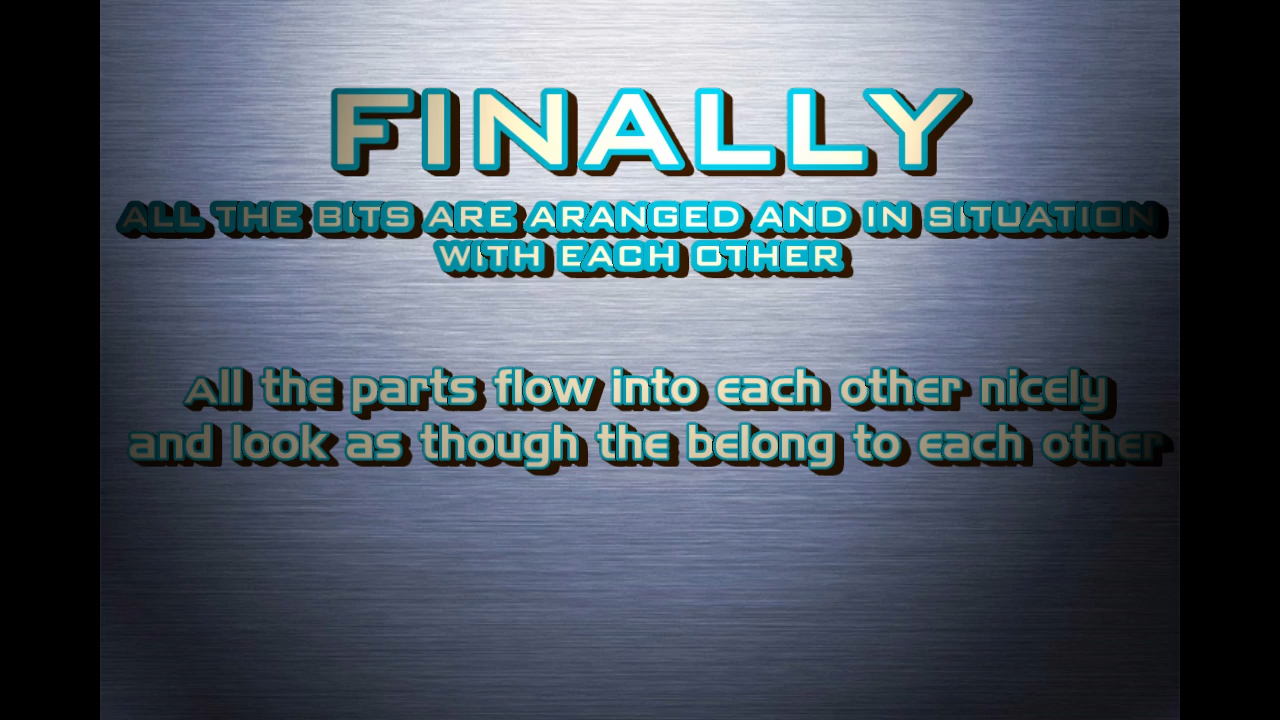 FINALLY
ALL THE BITS ARE ARANGED AND IN SITUATION
WITH EACH OTHER
All the parts flow into each other nicely
and look as though the belong to each other